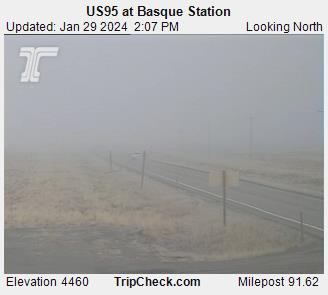 US95 at Basque Station
Updated: Jan 29 2024 2:07 PM Looking North
Elevation 4460 TripCheck.com Milepost 91.62